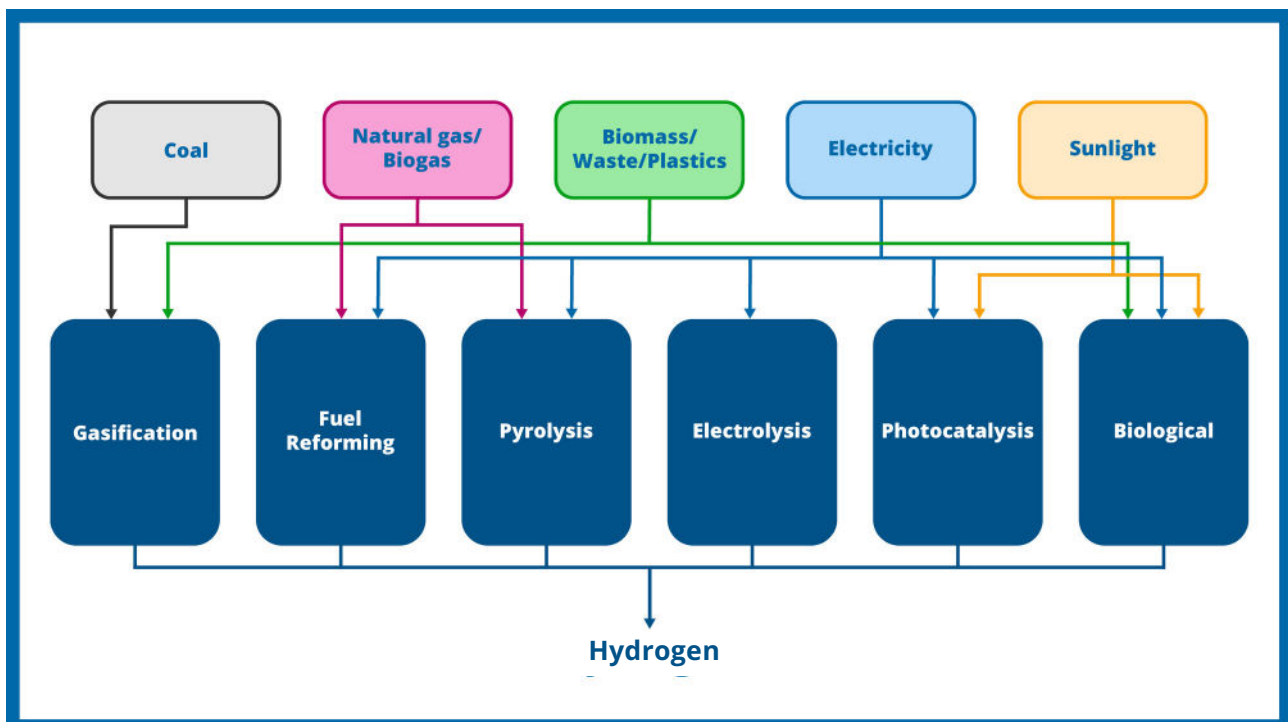 Coal
Natural gas/
Biogas
Biomass/
Waste/Plastics
Electricity
Sunlight
Gasification
Fuel
Reforming
Pyrolysis
Electrolysis
Photocatalysis
Biological
Hydrogen